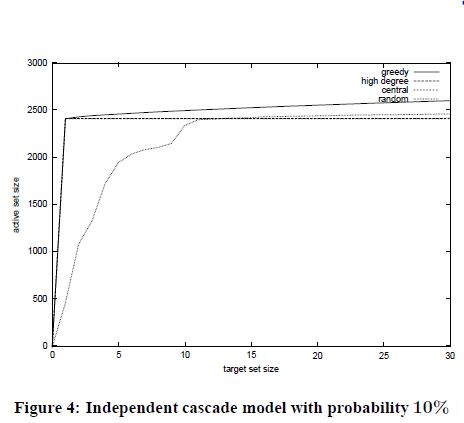 3000
2500
2000
1500
1000
500
0
active set size
greedy
high degree
central
random
0 5 10 15 20 25 30
target set size
Figure 4: Independent cascade model with probability 10%